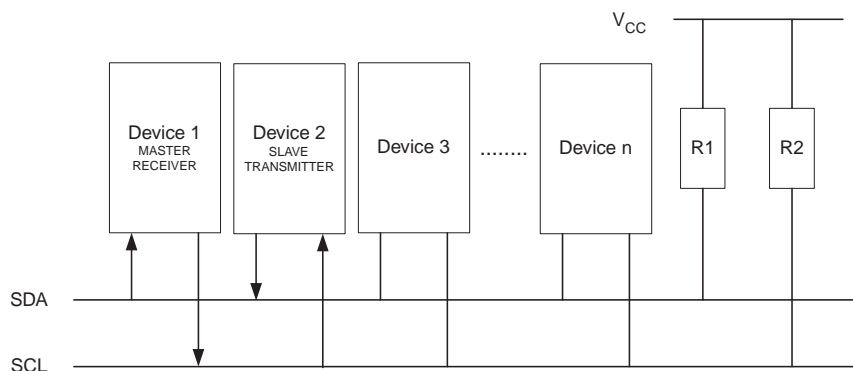 VCC
Device 1
MASTER
RECEIVER
Device 2
SLAVE
TRANSMITTER
Device 3
........
Device n
R1
R2
SDA
SCL